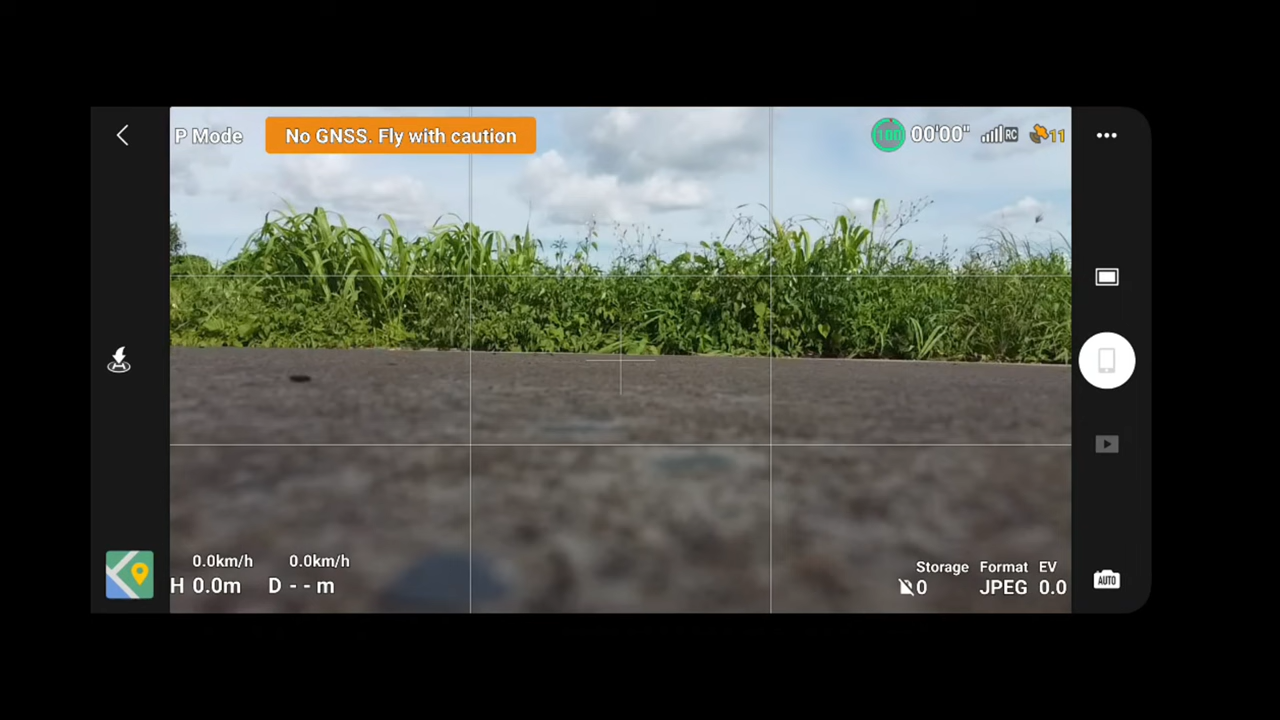 P Mode
No GNSS. Fly with caution
100
00'00"
RC
11
0.0km/h
0.0km/h
H 0.0m
D - - m
Storage
Format
EV
0
JPEG
0.0
AUTO